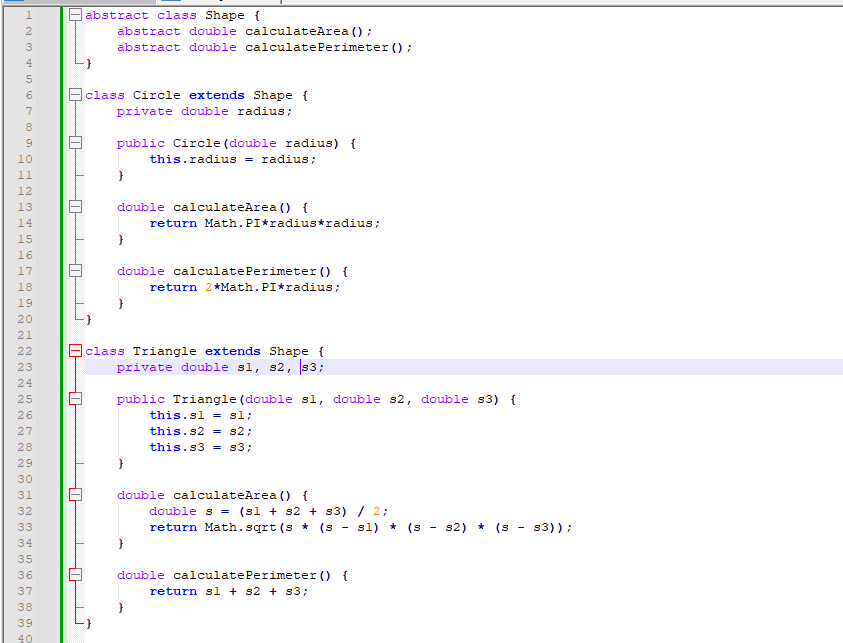 1 abstract class Shape {
2     abstract double calculateArea();
3     abstract double calculatePerimeter();
4 }
5
6 class Circle extends Shape {
7     private double radius;
8
9     public Circle(double radius) {
10         this.radius = radius;
11     }
12
13     double calculateArea() {
14         return Math.PI*radius*radius;
15     }
16
17     double calculatePerimeter() {
18         return 2*Math.PI*radius;
19     }
20 }
21
22 class Triangle extends Shape {
23     private double s1, s2, s3;
24
25     public Triangle(double s1, double s2, double s3) {
26         this.s1 = s1;
27         this.s2 = s2;
28         this.s3 = s3;
29     }
30
31     double calculateArea() {
32         double s = (s1 + s2 + s3) / 2;
33         return Math.sqrt(s * (s - s1) * (s - s2) * (s - s3));
34     }
35
36     double calculatePerimeter() {
37         return s1 + s2 + s3;
38     }
39 }
40